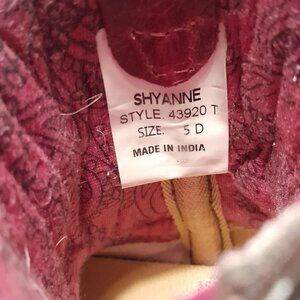 SHYANNE
STYLE. 43920 T
SIZE. 5 D
MADE IN INDIA